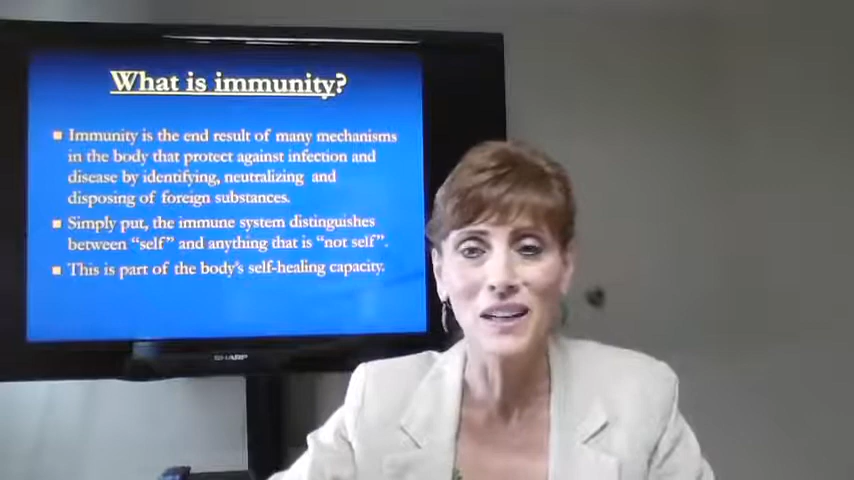 What is immunity?
Immunity is the end result of many mechanisms
in the body that protect against infection and
disease by identifying, neutralizing and
disposing of foreign substances.
Simply put, the immune system distinguishes
between “self” and anything that is “not self”.
This is part of the body’s self-healing capacity.
SHARP